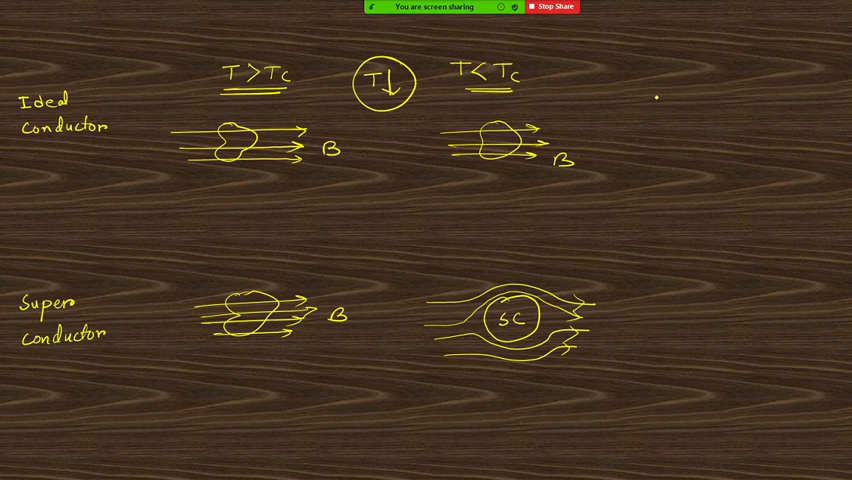 You are screen sharing
Stop Share
T > Tc
T↓
T < Tc
Ideal
conductor
B
B
Super
conductor
B
SC